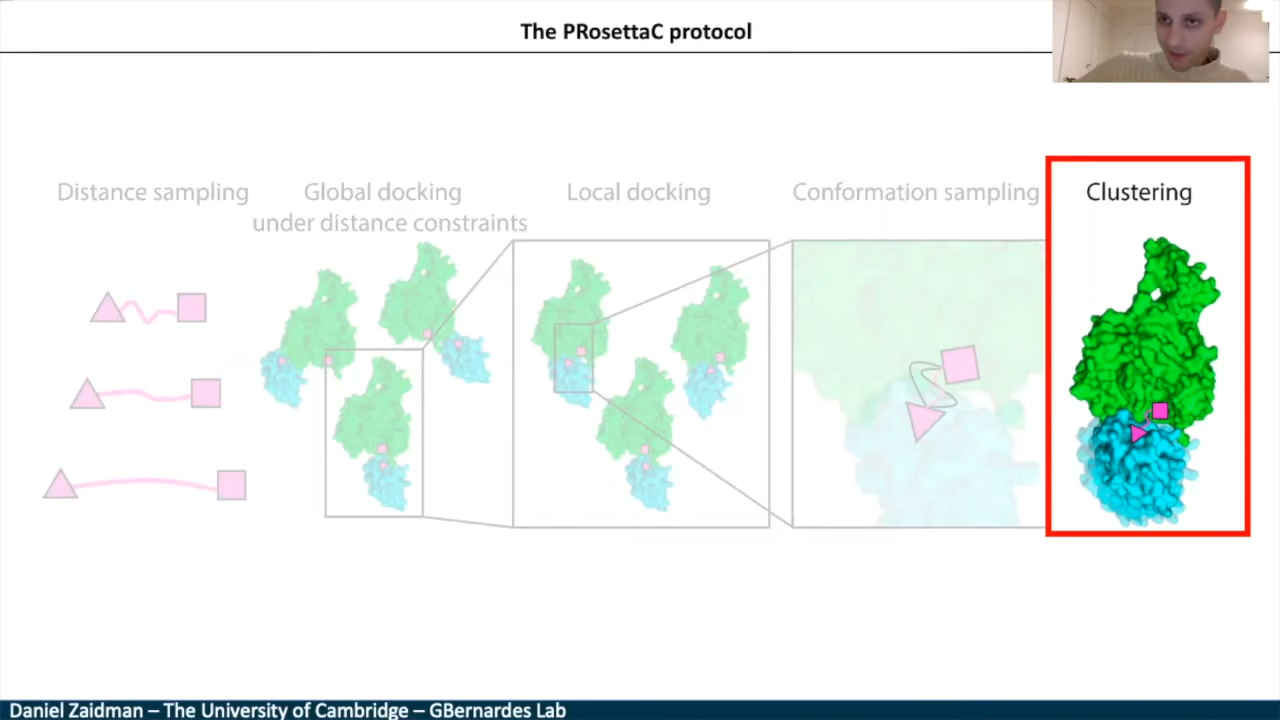 The PRosettaC protocol
Distance sampling
Global docking
under distance constraints
Local docking
Conformation sampling
Clustering
Daniel Zaidman – The University of Cambridge – GBernardes Lab